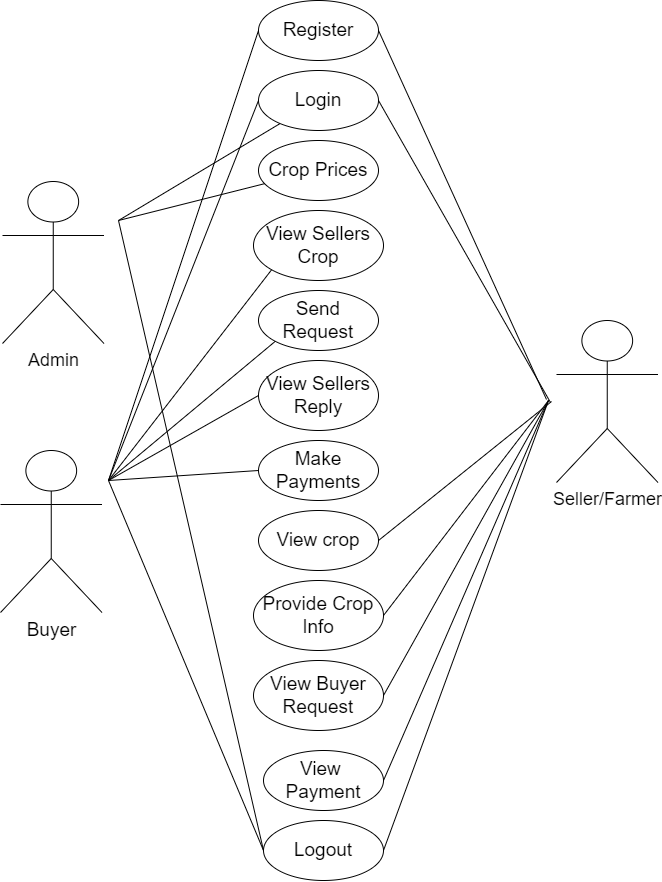 Register
Login
Crop Prices
View Sellers
Crop
Send
Request
View Sellers
Reply
Make
Payments
View crop
Provide Crop
Info
View Buyer
Request
View
Payment
Logout
Admin
Buyer
Seller/Farmer